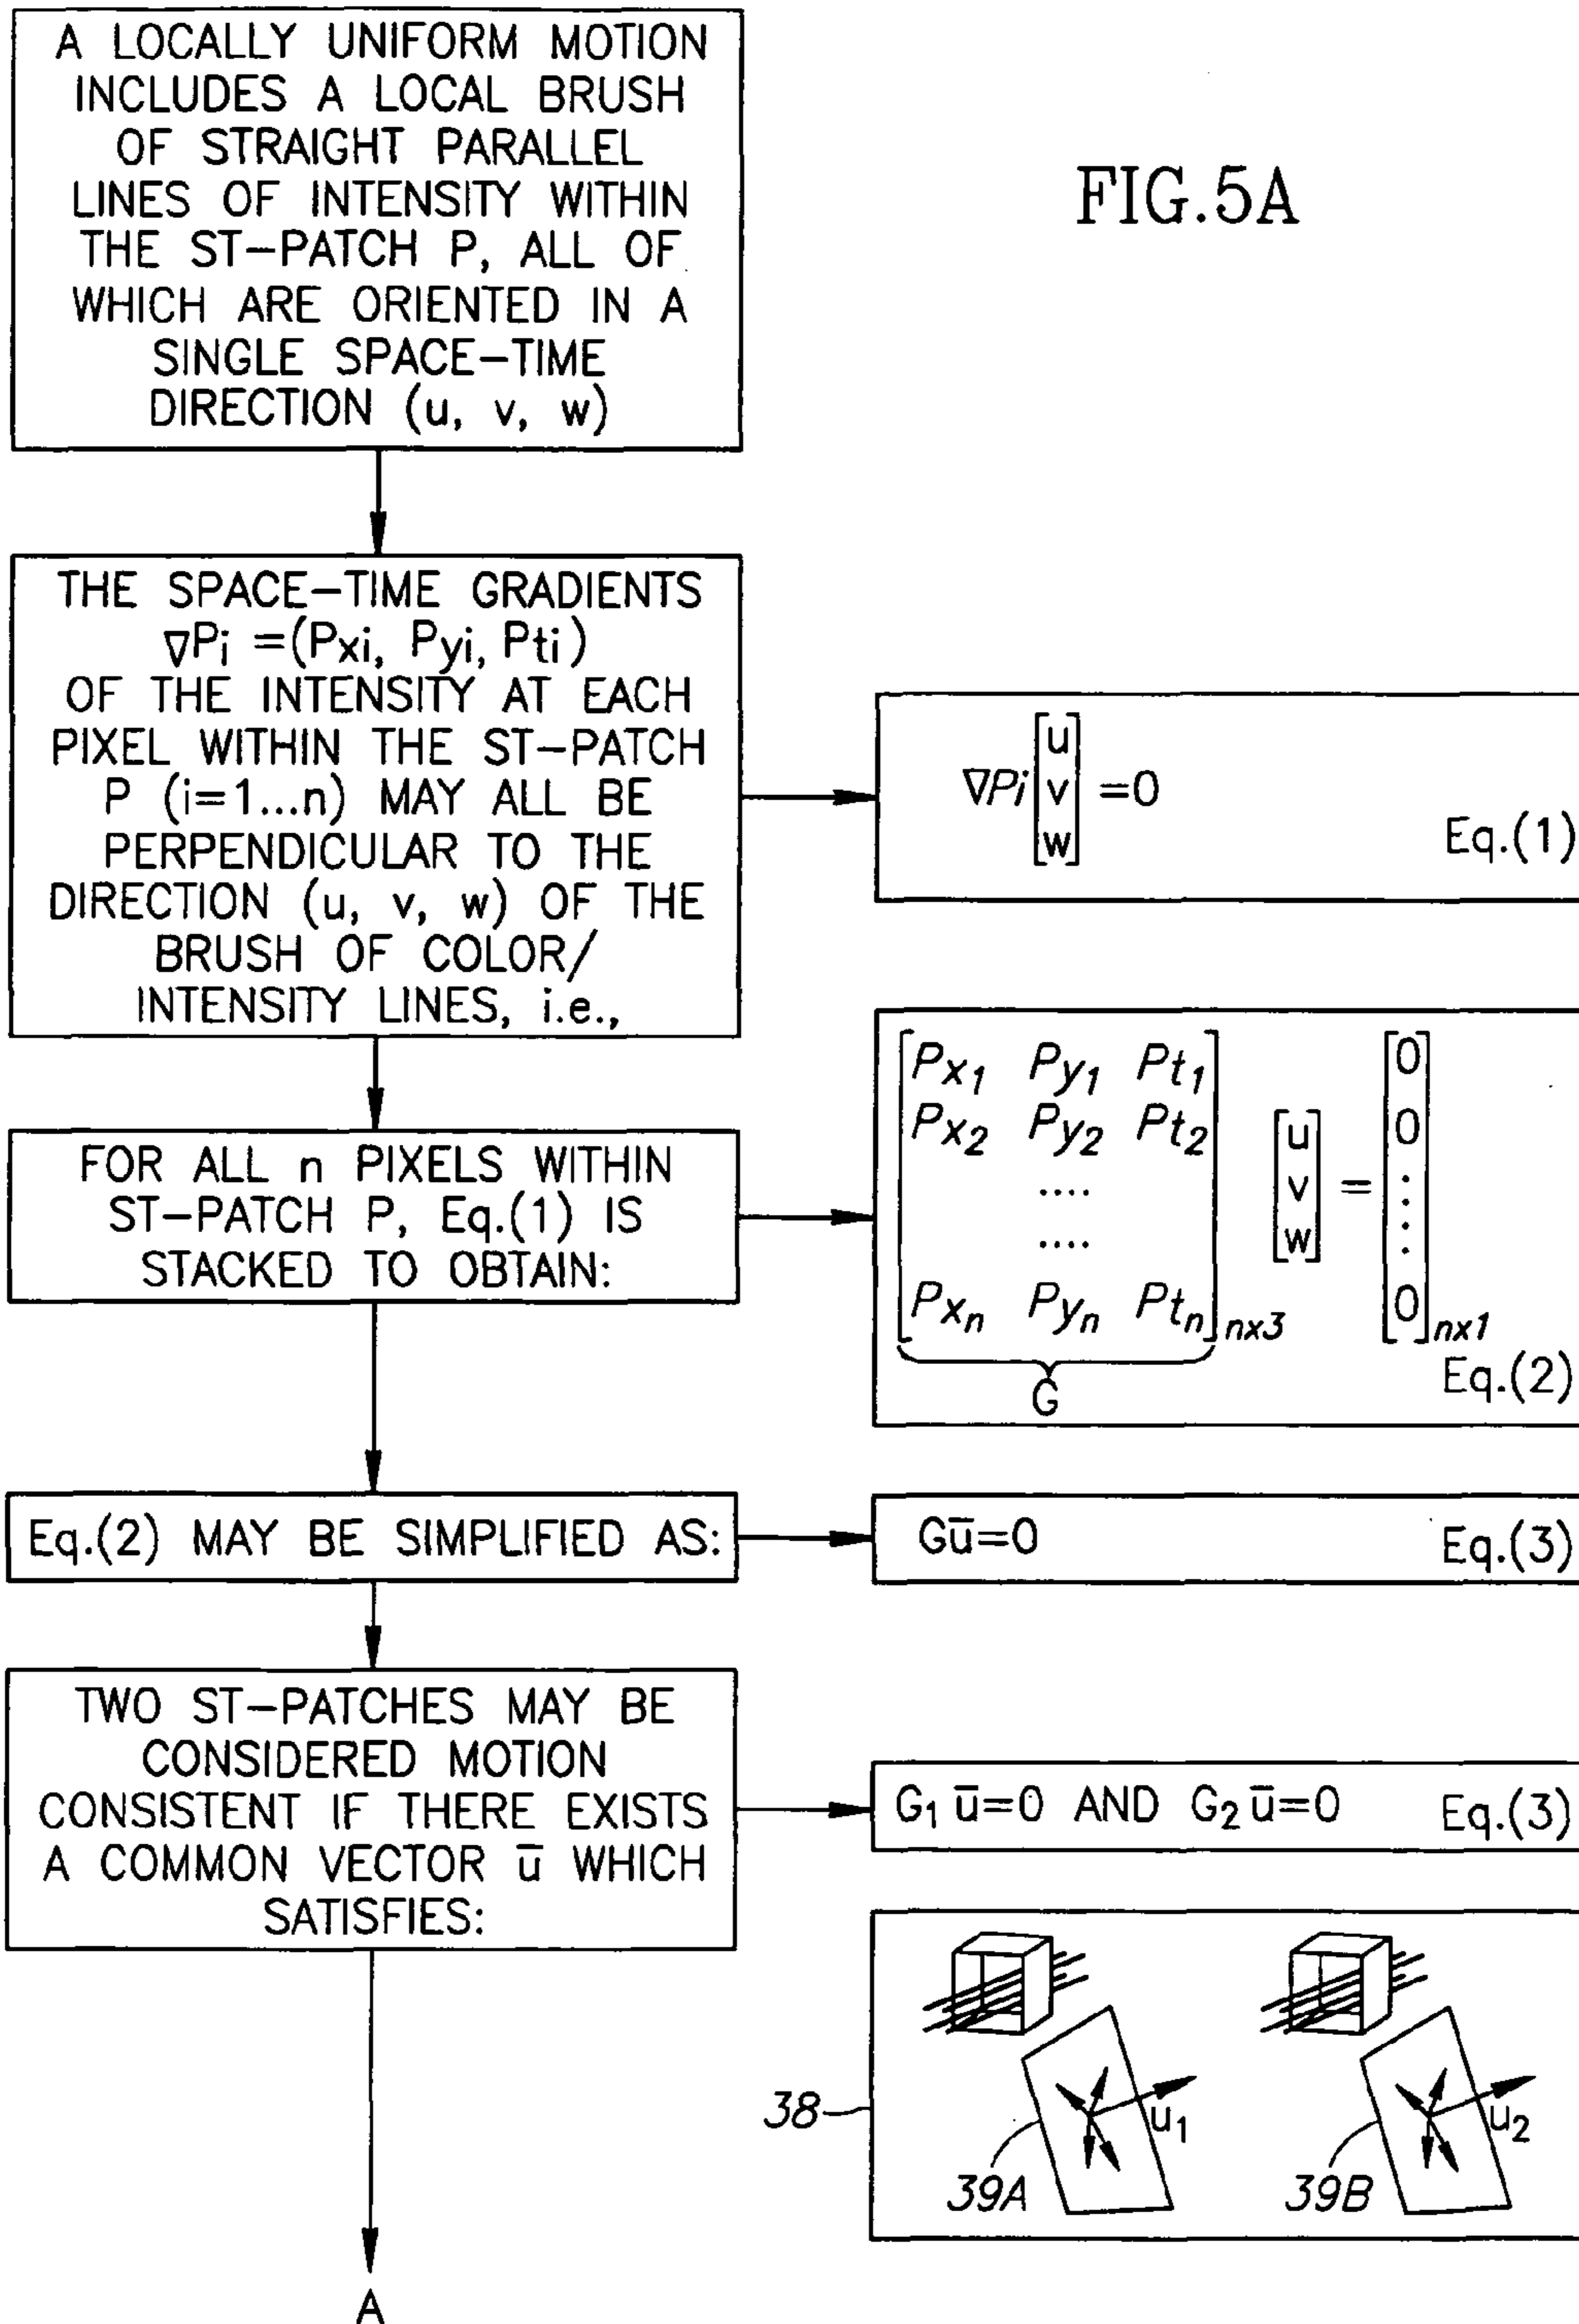 A LOCALLY UNIFORM MOTION
INCLUDES A LOCAL BRUSH
OF STRAIGHT PARALLEL
LINES OF INTENSITY WITHIN
THE ST-PATCH P, ALL OF
WHICH ARE ORIENTED IN A
SINGLE SPACE-TIME
DIRECTION (u, v, w)
FIG.5A
THE SPACE-TIME GRADIENTS
∇Pi =(Pxi, Pyi, Pti)
OF THE INTENSITY AT EACH
PIXEL WITHIN THE ST-PATCH
P (i=1...n) MAY ALL BE
PERPENDICULAR TO THE
DIRECTION (u, v, w) OF THE
BRUSH OF COLOR/
INTENSITY LINES, i.e.,
∇Pi [u v w] =0
Eq.(1)
FOR ALL n PIXELS WITHIN
ST-PATCH P, Eq.(1) IS
STACKED TO OBTAIN:
Px1 Py1 Pt1 0
Px2 Py2 Pt2 u 0
.... v = :
.... w :
Pxn Pyn Ptn nx3 0 nx1
G
Eq.(2)
Eq.(2) MAY BE SIMPLIFIED AS:
Gū=0 Eq.(3)
TWO ST-PATCHES MAY BE
CONSIDERED MOTION
CONSISTENT IF THERE EXISTS
A COMMON VECTOR ū WHICH
SATISFIES:
G1 ū=0 AND G2 ū=0 Eq.(3)
38
u1 u2
39A 39B
A